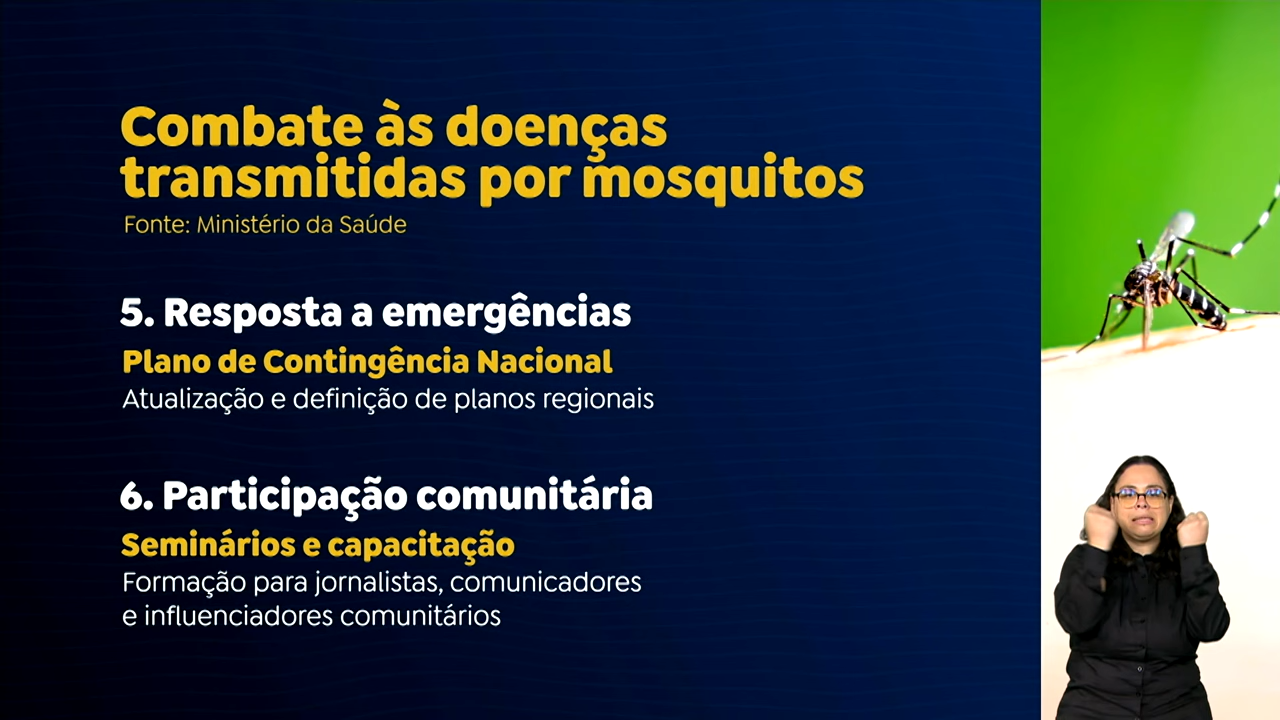 Combate às doenças
transmitidas por mosquitos
Fonte: Ministério da Saúde
5. Resposta a emergências
Plano de Contingência Nacional
Atualização e definição de planos regionais
6. Participação comunitária
Seminários e capacitação
Formação para jornalistas, comunicadores
e influenciadores comunitários